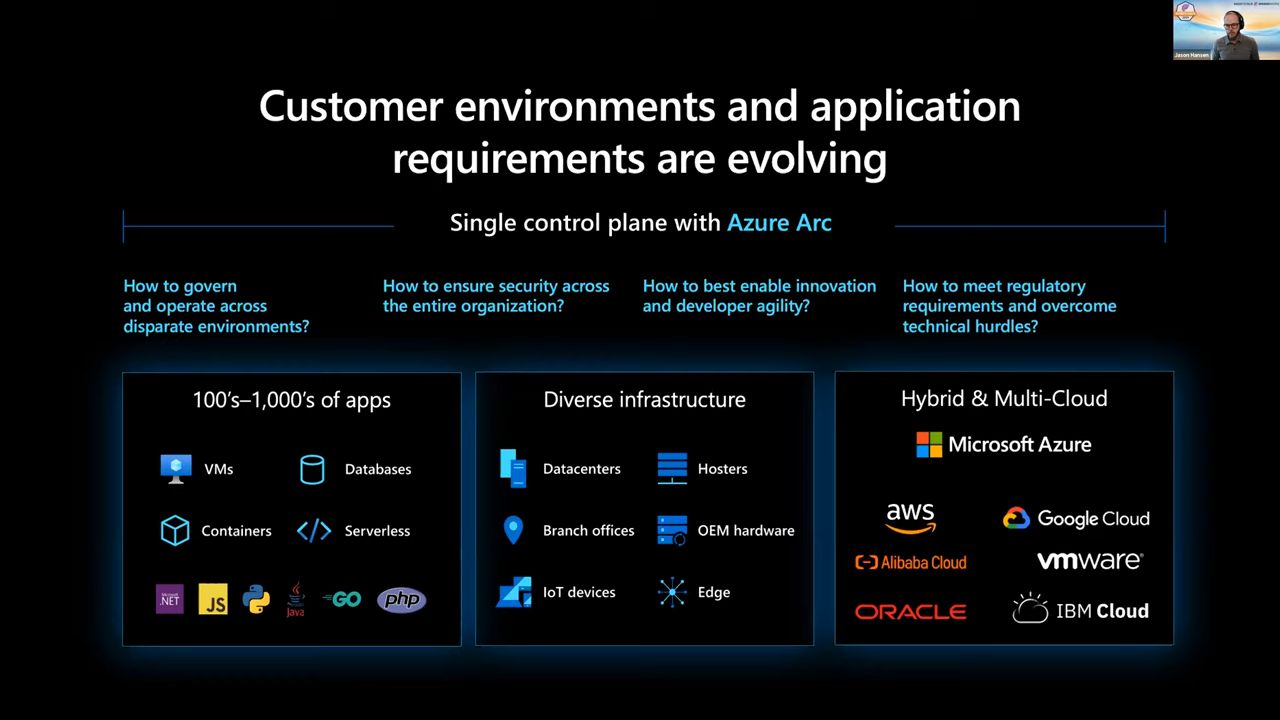 Jason Hansen
Customer environments and application
requirements are evolving
Single control plane with Azure Arc
How to govern
and operate across
disparate environments?
How to ensure security across
the entire organization?
How to best enable innovation
and developer agility?
How to meet regulatory
requirements and overcome
technical hurdles?
100's–1,000's of apps
VMs
Databases
Containers
Serverless
Microsoft
.NET
JS
Java
GO
php
Diverse infrastructure
Datacenters
Hosters
Branch offices
OEM hardware
IoT devices
Edge
Hybrid & Multi-Cloud
Microsoft Azure
aws
Google Cloud
Alibaba Cloud
vmware®
ORACLE
IBM Cloud